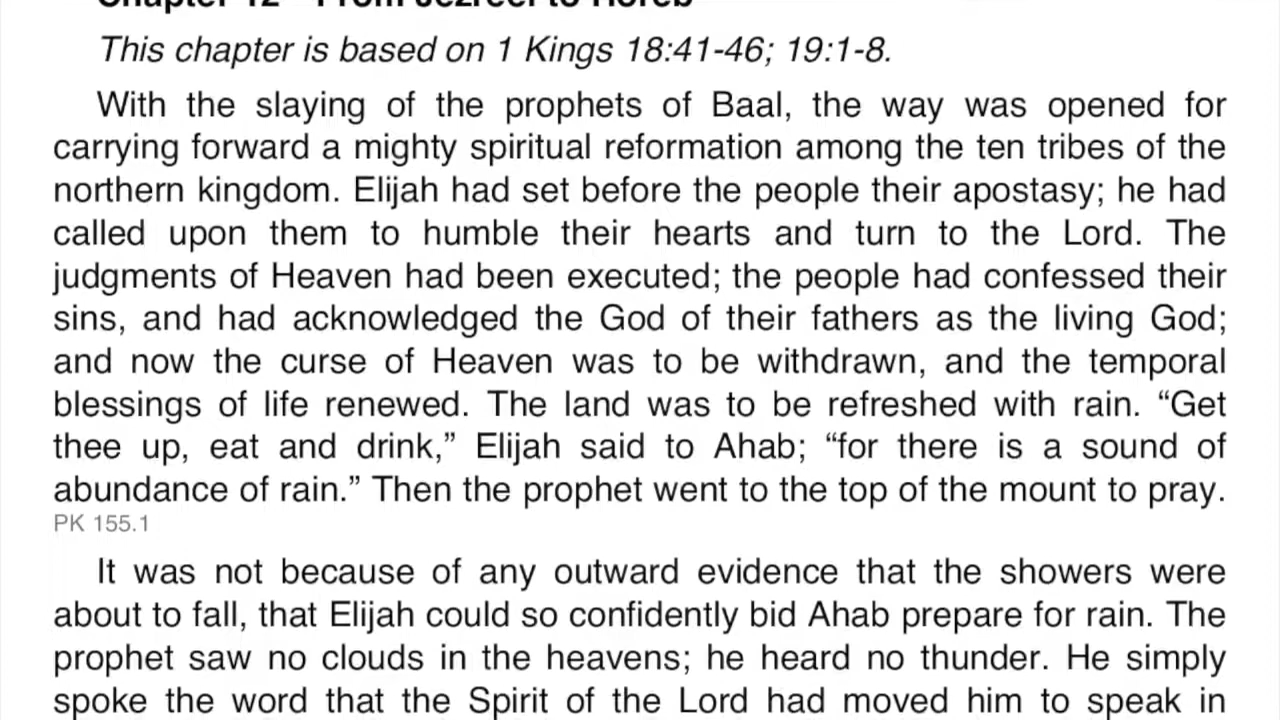 Chapter 12 - From Jezreel to Horeb
This chapter is based on 1 Kings 18:41-46; 19:1-8.
With the slaying of the prophets of Baal, the way was opened for
carrying forward a mighty spiritual reformation among the ten tribes of the
northern kingdom. Elijah had set before the people their apostasy; he had
called upon them to humble their hearts and turn to the Lord. The
judgments of Heaven had been executed; the people had confessed their
sins, and had acknowledged the God of their fathers as the living God;
and now the curse of Heaven was to be withdrawn, and the temporal
blessings of life renewed. The land was to be refreshed with rain. “Get
thee up, eat and drink,” Elijah said to Ahab; “for there is a sound of
abundance of rain.” Then the prophet went to the top of the mount to pray.
PK 155.1
It was not because of any outward evidence that the showers were
about to fall, that Elijah could so confidently bid Ahab prepare for rain. The
prophet saw no clouds in the heavens; he heard no thunder. He simply
spoke the word that the Spirit of the Lord had moved him to speak in